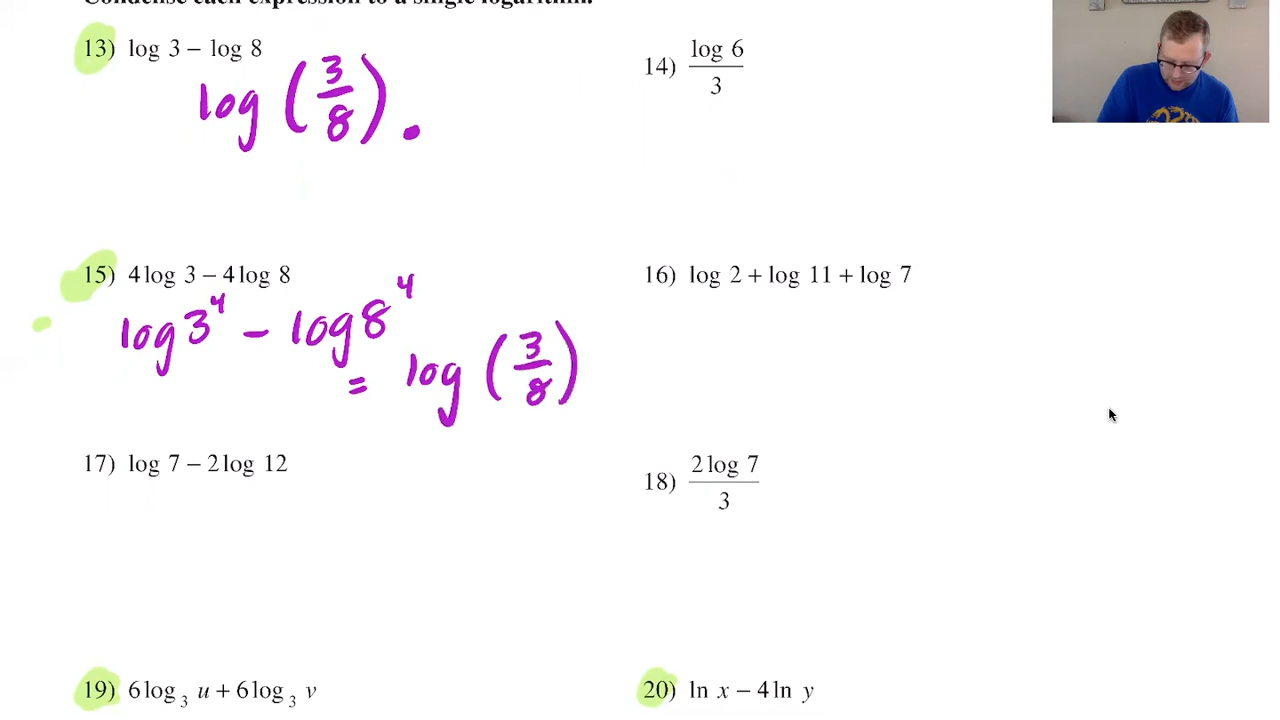 Condense each expression to a single logarithm.
13) log 3 − log 8
log (3/8).
14) log 6 / 3
15) 4 log 3 − 4 log 8
log 3⁴ − log 8⁴
= log (3/8)
16) log 2 + log 11 + log 7
17) log 7 − 2 log 12
18) 2 log 7 / 3
19) 6 log₃ u + 6 log₃ v
20) ln x − 4 ln y